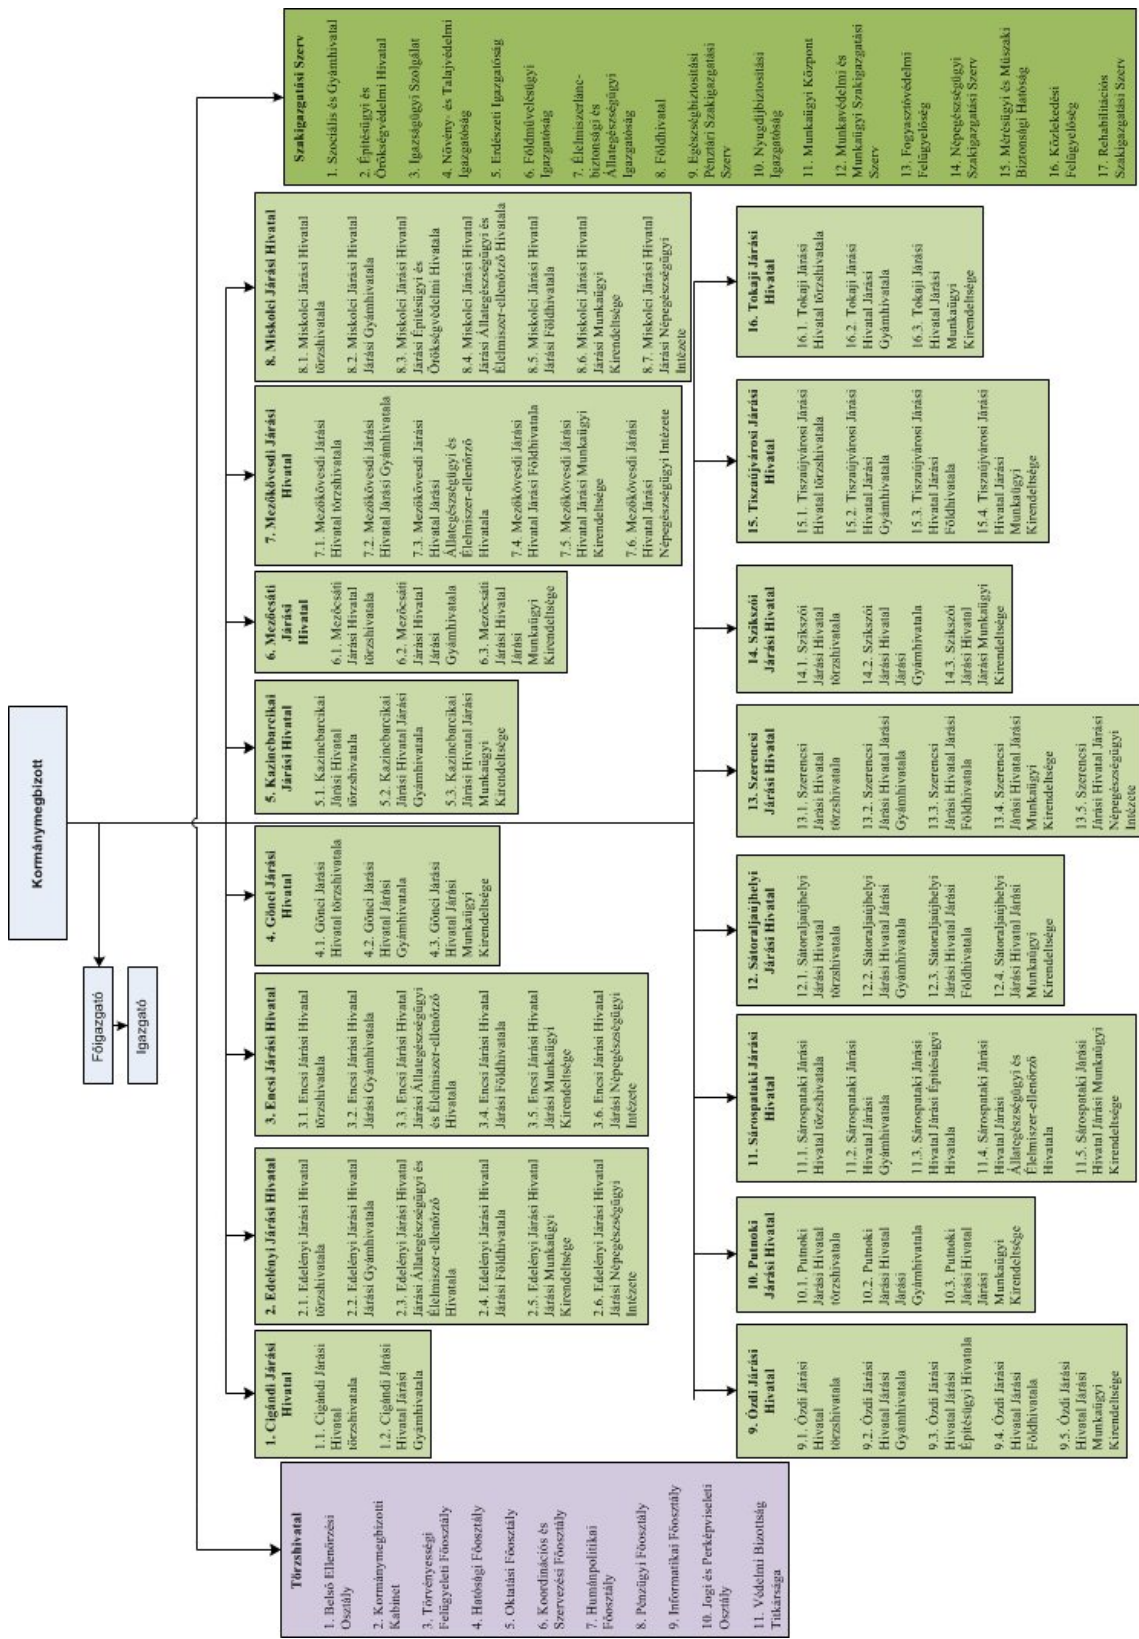 Kormánymegbízott
Főigazgató
Igazgató
Törzshivatal
1. Belső Ellenőrzési
Osztály
2. Kormánymegbízotti
Kabinet
3. Törvényességi
Felügyeleti Főosztály
4. Hatósági Főosztály
5. Oktatási Főosztály
6. Koordinációs és
Szervezési Főosztály
7. Humánpolitikai
Főosztály
8. Pénzügyi Főosztály
9. Informatikai Főosztály
10. Jogi és Perképviseleti
Osztály
11. Védelmi Bizottság
Titkársága
1. Cigándi Járási
Hivatal
1.1. Cigándi Járási
Hivatal
törzshivatala
1.2. Cigándi Járási
Hivatal Járási
Gyámhivatala
2. Edelényi Járási Hivatal
2.1. Edelényi Járási Hivatal
törzshivatala
2.2. Edelényi Járási Hivatal
Járási Gyámhivatala
2.3. Edelényi Járási Hivatal
Járási Állategészségügyi és
Élelmiszer-ellenőrző
Hivatala
2.4. Edelényi Járási Hivatal
Járási Földhivatala
2.5. Edelényi Járási Hivatal
Járási Munkaügyi
Kirendeltsége
2.6. Edelényi Járási Hivatal
Járási Népegészségügyi
Intézete
3. Encsi Járási Hivatal
3.1. Encsi Járási Hivatal
törzshivatala
3.2. Encsi Járási Hivatal
Járási Gyámhivatala
3.3. Encsi Járási Hivatal
Járási Állategészségügyi
és Élelmiszer-ellenőrző
Hivatala
3.4. Encsi Járási Hivatal
Járási Földhivatala
3.5. Encsi Járási Hivatal
Járási Munkaügyi
Kirendeltsége
3.6. Encsi Járási Hivatal
Járási Népegészségügyi
Intézete
4. Gönci Járási
Hivatal
4.1. Gönci Járási
Hivatal törzshivatala
4.2. Gönci Járási
Hivatal Járási
Gyámhivatala
4.3. Gönci Járási
Hivatal Járási
Munkaügyi
Kirendeltsége
5. Kazincbarcikai
Járási Hivatal
5.1. Kazincbarcikai
Járási Hivatal
törzshivatala
5.2. Kazincbarcikai
Járási Hivatal Járási
Gyámhivatala
5.3. Kazincbarcikai
Járási Hivatal Járási
Munkaügyi
Kirendeltsége
6. Mezőcsáti
Járási
Hivatal
6.1. Mezőcsáti
Járási Hivatal
törzshivatala
6.2. Mezőcsáti
Járási Hivatal
Járási
Gyámhivatala
6.3. Mezőcsáti
Járási Hivatal
Járási
Munkaügyi
Kirendeltsége
7. Mezőkövesdi Járási
Hivatal
7.1. Mezőkövesdi Járási
Hivatal törzshivatala
7.2. Mezőkövesdi Járási
Hivatal Járási Gyámhivatala
7.3. Mezőkövesdi Járási
Hivatal Járási
Állategészségügyi és
Élelmiszer-ellenőrző
Hivatala
7.4. Mezőkövesdi Járási
Hivatal Járási Földhivatala
7.5. Mezőkövesdi Járási
Hivatal Járási Munkaügyi
Kirendeltsége
7.6. Mezőkövesdi Járási
Hivatal Járási
Népegészségügyi Intézete
8. Miskolci Járási Hivatal
8.1. Miskolci Járási Hivatal
törzshivatala
8.2. Miskolci Járási Hivatal
Járási Gyámhivatala
8.3. Miskolci Járási Hivatal
Járási Építésügyi és
Örökségvédelmi Hivatala
8.4. Miskolci Járási Hivatal
Járási Állategészségügyi és
Élelmiszer-ellenőrző Hivatala
8.5. Miskolci Járási Hivatal
Járási Földhivatala
8.6. Miskolci Járási Hivatal
Járási Munkaügyi
Kirendeltsége
8.7. Miskolci Járási Hivatal
Járási Népegészségügyi
Intézete
9. Ózdi Járási
Hivatal
9.1. Ózdi Járási
Hivatal
törzshivatala
9.2. Ózdi Járási
Hivatal Járási
Gyámhivatala
9.3. Ózdi Járási
Hivatal Járási
Építésügyi Hivatala
9.4. Ózdi Járási
Hivatal Járási
Földhivatala
9.5. Ózdi Járási
Hivatal Járási
Munkaügyi
Kirendeltsége
10. Putnoki
Járási Hivatal
10.1. Putnoki
Járási Hivatal
törzshivatala
10.2. Putnoki
Járási Hivatal
Járási
Gyámhivatala
10.3. Putnoki
Járási Hivatal
Járási
Munkaügyi
Kirendeltsége
11. Sárospataki Járási
Hivatal
11.1. Sárospataki Járási
Hivatal törzshivatala
11.2. Sárospataki Járási
Hivatal Járási
Gyámhivatala
11.3. Sárospataki Járási
Hivatal Járási Építésügyi
Hivatala
11.4. Sárospataki Járási
Hivatal Járási
Állategészségügyi és
Élelmiszer-ellenőrző
Hivatala
11.5. Sárospataki Járási
Hivatal Járási Munkaügyi
Kirendeltsége
12. Sátoraljaújhelyi
Járási Hivatal
12.1. Sátoraljaújhelyi
Járási Hivatal
törzshivatala
12.2. Sátoraljaújhelyi
Járási Hivatal Járási
Gyámhivatala
12.3. Sátoraljaújhelyi
Járási Hivatal Járási
Földhivatala
12.4. Sátoraljaújhelyi
Járási Hivatal Járási
Munkaügyi
Kirendeltsége
13. Szerencsi
Járási Hivatal
13.1. Szerencsi
Járási Hivatal
törzshivatala
13.2. Szerencsi
Járási Hivatal Járási
Gyámhivatala
13.3. Szerencsi
Járási Hivatal Járási
Földhivatala
13.4. Szerencsi
Járási Hivatal Járási
Munkaügyi
Kirendeltsége
13.5. Szerencsi
Járási Hivatal Járási
Népegészségügyi
Intézete
14. Szikszói
Járási Hivatal
14.1. Szikszói
Járási Hivatal
törzshivatala
14.2. Szikszói
Járási Hivatal
Járási
Gyámhivatala
14.3. Szikszói
Járási Hivatal
Járási Munkaügyi
Kirendeltsége
15. Tiszaújvárosi Járási
Hivatal
15.1. Tiszaújvárosi Járási
Hivatal törzshivatala
15.2. Tiszaújvárosi Járási
Hivatal Járási
Gyámhivatala
15.3. Tiszaújvárosi Járási
Hivatal Járási
Földhivatala
15.4. Tiszaújvárosi Járási
Hivatal Járási
Munkaügyi
Kirendeltsége
16. Tokaji Járási
Hivatal
16.1. Tokaji Járási
Hivatal törzshivatala
16.2. Tokaji Járási
Hivatal Járási
Gyámhivatala
16.3. Tokaji Járási
Hivatal Járási
Munkaügyi
Kirendeltsége
Szakigazgatási Szerv
1. Szociális és Gyámhivatal
2. Építésügyi és
Örökségvédelmi Hivatal
3. Igazságügyi Szolgálat
4. Növény- és Talajvédelmi
Igazgatóság
5. Erdészeti Igazgatóság
6. Földművelésügyi
Igazgatóság
7. Élelmiszerlánc-
biztonsági és
Állategészségügyi
Igazgatóság
8. Földhivatal
9. Egészségbiztosítási
Pénztári Szakigazgatási
Szerv
10. Nyugdíjbiztosítási
Igazgatóság
11. Munkaügyi Központ
12. Munkavédelmi és
Munkaügyi Szakigazgatási
Szerv
13. Fogyasztóvédelmi
Felügyelőség
14. Népegészségügyi
Szakigazgatási Szerv
15. Mérésügyi és Műszaki
Biztonsági Hatóság
16. Közlekedési
Felügyelőség
17. Rehabilitációs
Szakigazgatási Szerv